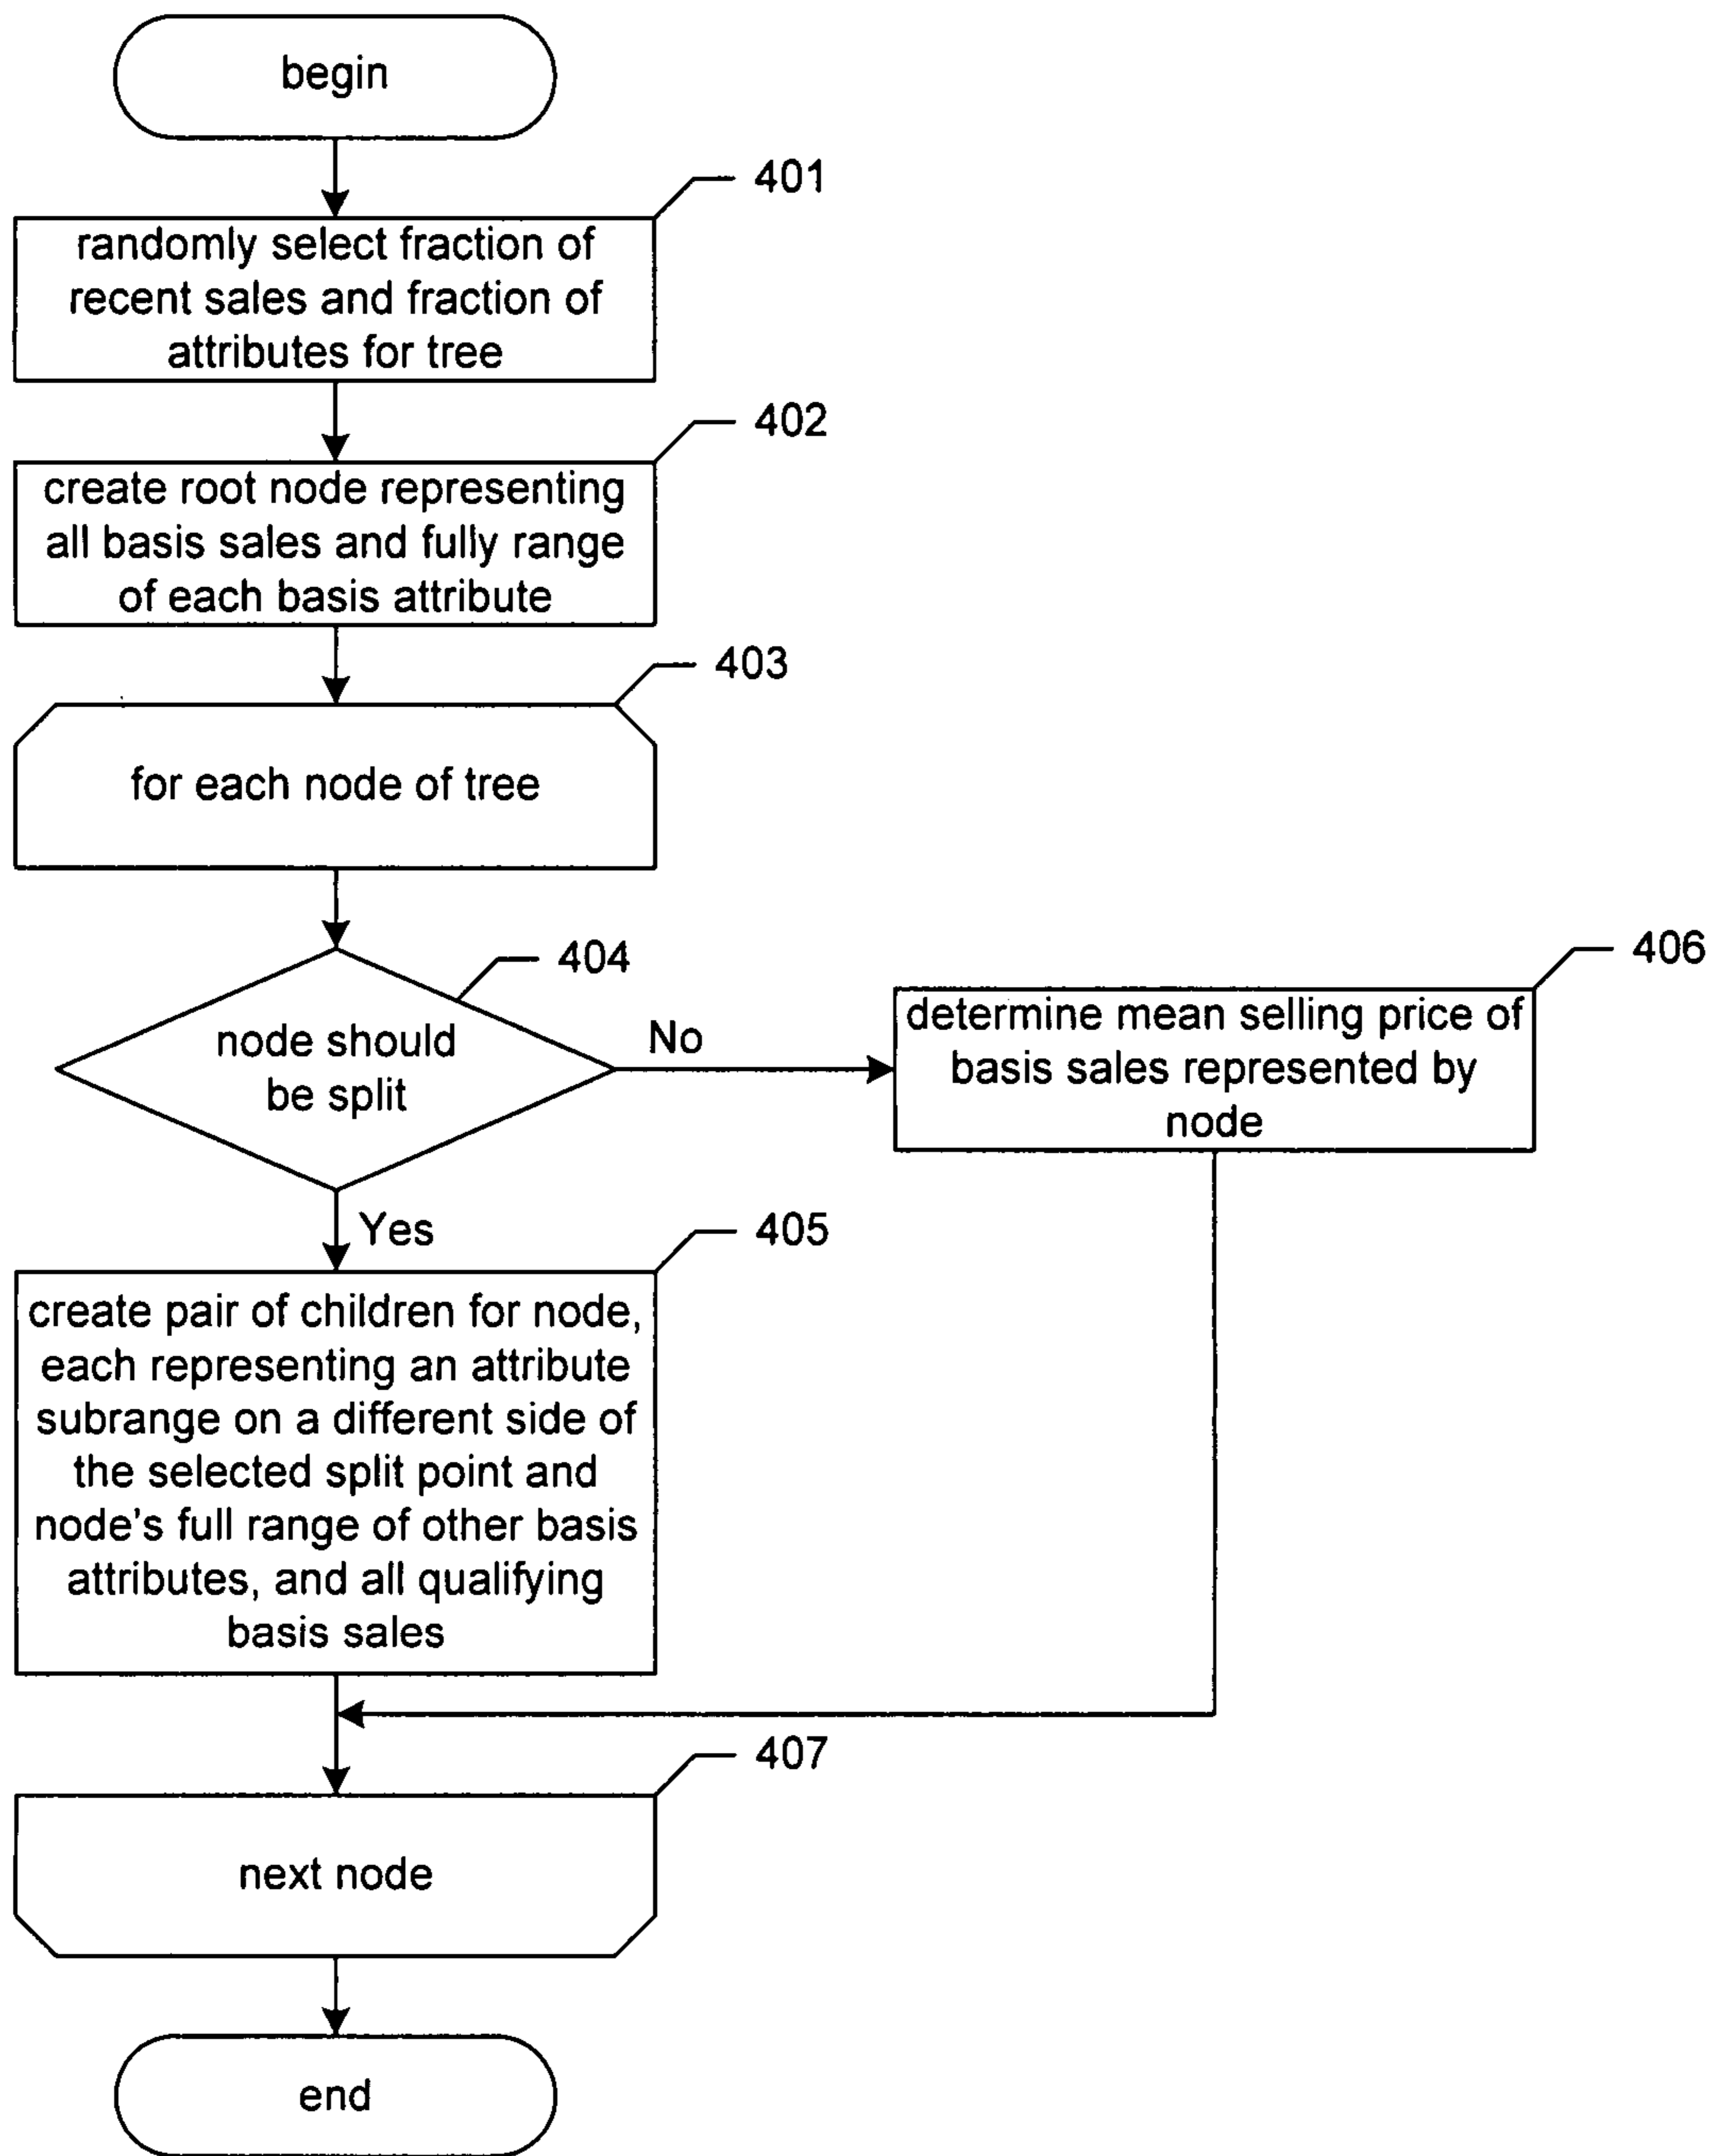 begin
401
randomly select fraction of
recent sales and fraction of
attributes for tree
402
create root node representing
all basis sales and fully range
of each basis attribute
403
for each node of tree
404
node should
be split
No
406
determine mean selling price of
basis sales represented by
node
Yes
405
create pair of children for node,
each representing an attribute
subrange on a different side of
the selected split point and
node's full range of other basis
attributes, and all qualifying
basis sales
407
next node
end